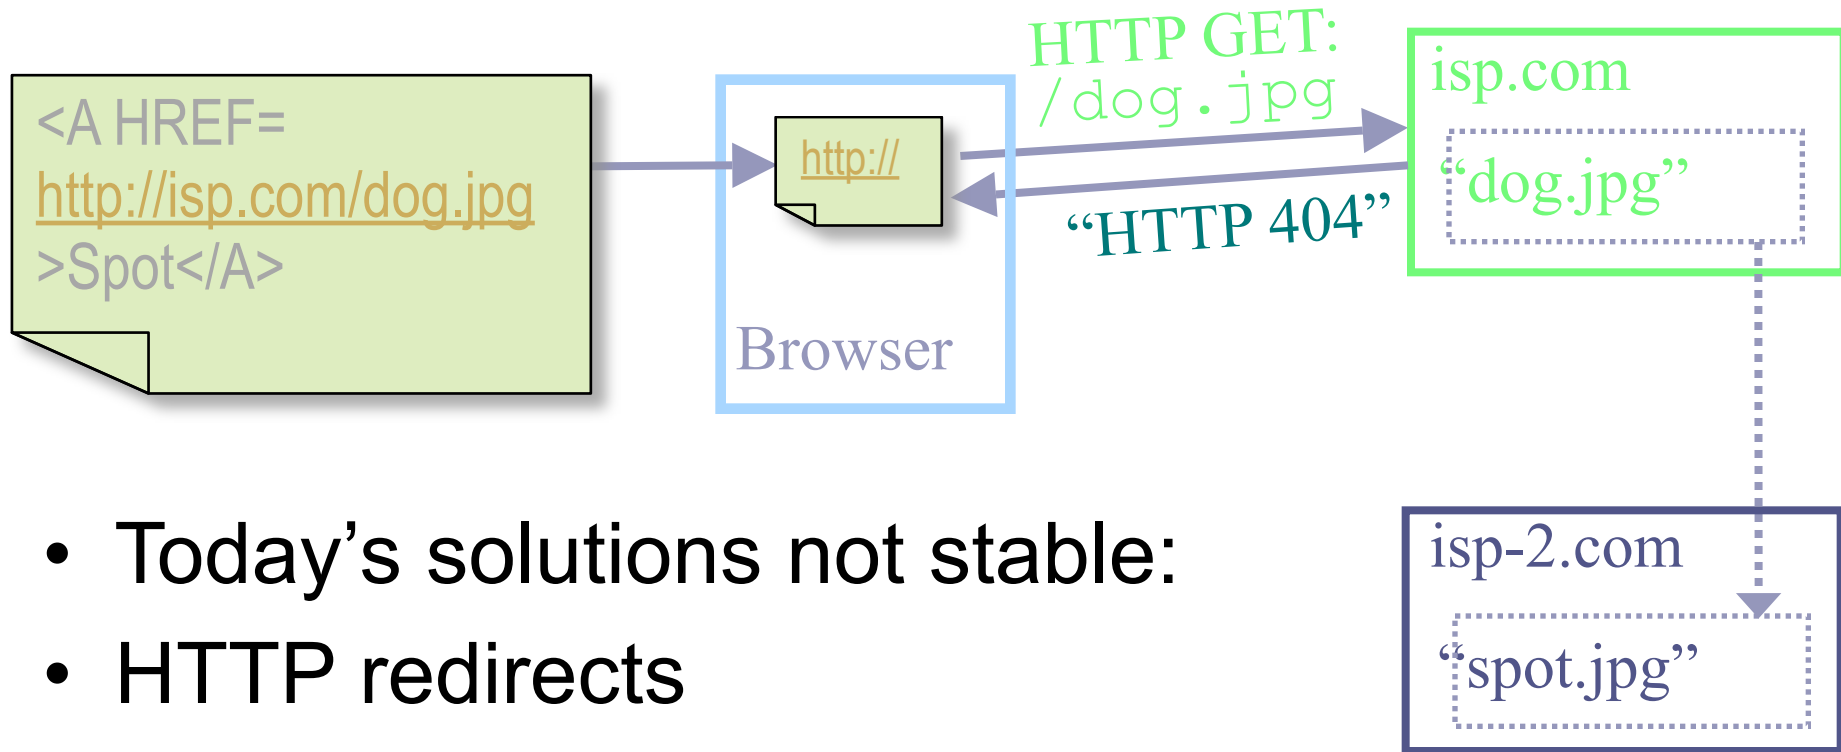 <A HREF=
http://isp.com/dog.jpg
>Spot</A>
http://
Browser
HTTP GET:
/dog.jpg
“HTTP 404”
isp.com
“dog.jpg”
isp-2.com
“spot.jpg”
• Today’s solutions not stable:
• HTTP redirects